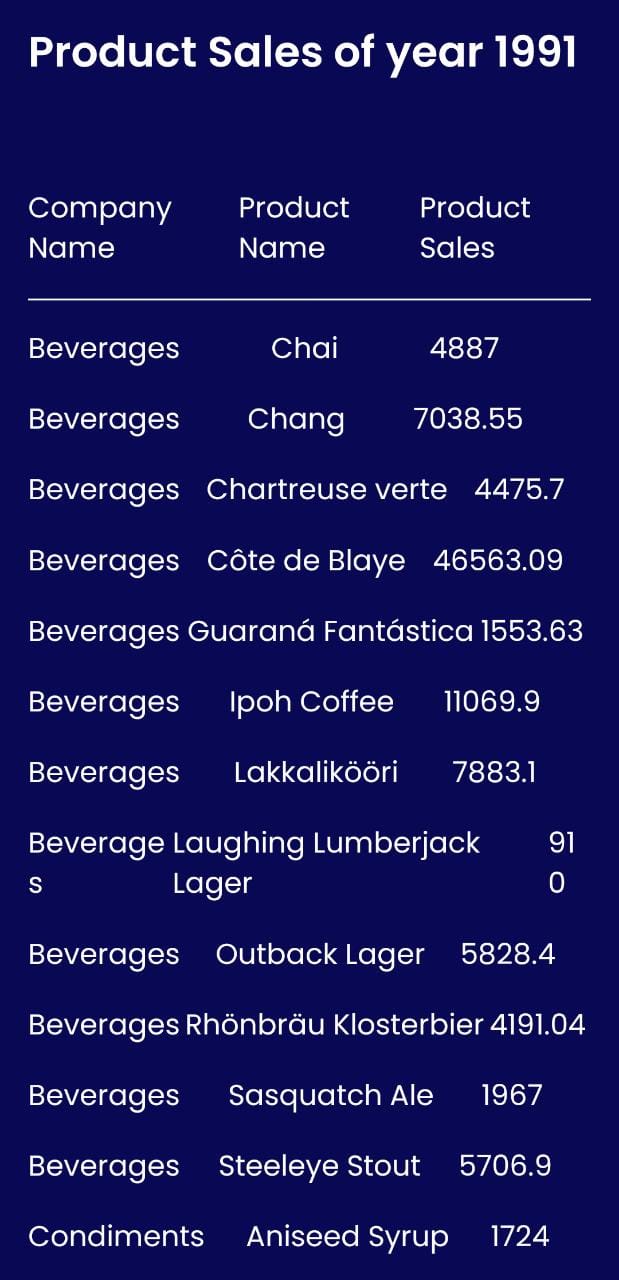 Product Sales of year 1991
Company Name Product Name Product Sales
Beverages Chai 4887
Beverages Chang 7038.55
Beverages Chartreuse verte 4475.7
Beverages Côte de Blaye 46563.09
Beverages Guaraná Fantástica 1553.63
Beverages Ipoh Coffee 11069.9
Beverages Lakkalikööri 7883.1
Beverages Laughing Lumberjack Lager 910
Beverages Outback Lager 5828.4
Beverages Rhönbräu Klosterbier 4191.04
Beverages Sasquatch Ale 1967
Beverages Steeleye Stout 5706.9
Condiments Aniseed Syrup 1724